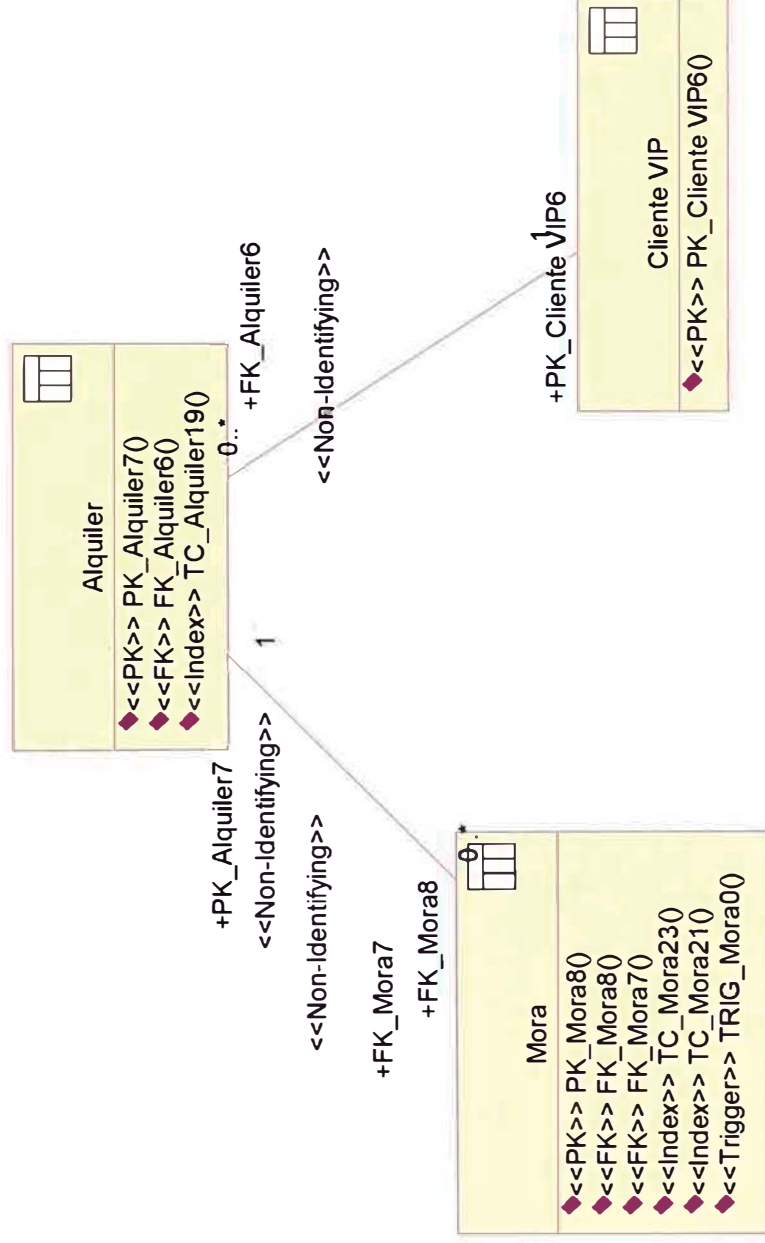 Alquiler
<<PK>> PK_Alquiler7()
<<FK>> FK_Alquiler6()
<<Index>> TC_Alquiler19()
0..*
+FK_Alquiler6
<<Non-Identifying>>
+PK_Cliente VIP6
1
Cliente VIP
<<PK>> PK_Cliente VIP6()
1
+PK_Alquiler7
<<Non-Identifying>>
<<Non-Identifying>>
+FK_Mora7
+FK_Mora8
0..*
Mora
<<PK>> PK_Mora8()
<<FK>> FK_Mora8()
<<FK>> FK_Mora7()
<<Index>> TC_Mora23()
<<Index>> TC_Mora21()
<<Trigger>> TRIG_Mora0()